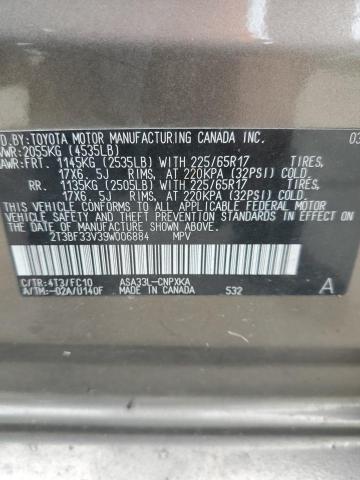 D.BY:TOYOTA MOTOR MANUFACTURING CANADA INC. 03
VWR:2055KG (4535LB)
AWR:FRT. 1145KG (2535LB) WITH 225/65R17 TIRES,
17X6.5J RIMS, AT 220KPA (32PSI) COLD
RR. 1135KG (2505LB) WITH 225/65R17 TIRES,
17X6.5J RIMS, AT 220KPA (32PSI) COLD
THIS VEHICLE CONFORMS TO ALL APPLICABLE FEDERAL MOTOR
VEHICLE SAFETY AND BUMPER STANDARDS IN EFFECT ON THE
DATE OF MANUFACTURE SHOWN ABOVE.
2T3BF33V39W006884 MPV
C/TR:4T3/FC10 ASA33L-CNPXKA
A/TM:-02A/U140F MADE IN CANADA 532 A